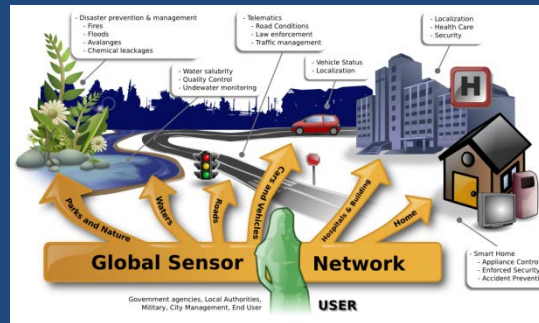 - Disaster prevention & management
- Fires
- Floods
- Avalanges
- Chemical leackages
- Water salubrity
- Quality Control
- Undewater monitoring
- Telematics
- Road Conditions
- Law enforcement
- Traffic management
- Vehicle Status
- Localization
- Localization
- Health Care
- Security
H
Parks and Nature
Waters
Roads
Cars and Vehicles
Hospitals & Building
Home
Global Sensor Network
- Smart Home
- Appliance Control
- Enforced Security
- Accident Preventi
Government agencies, Local Authorities,
Military, City Management, End User
USER